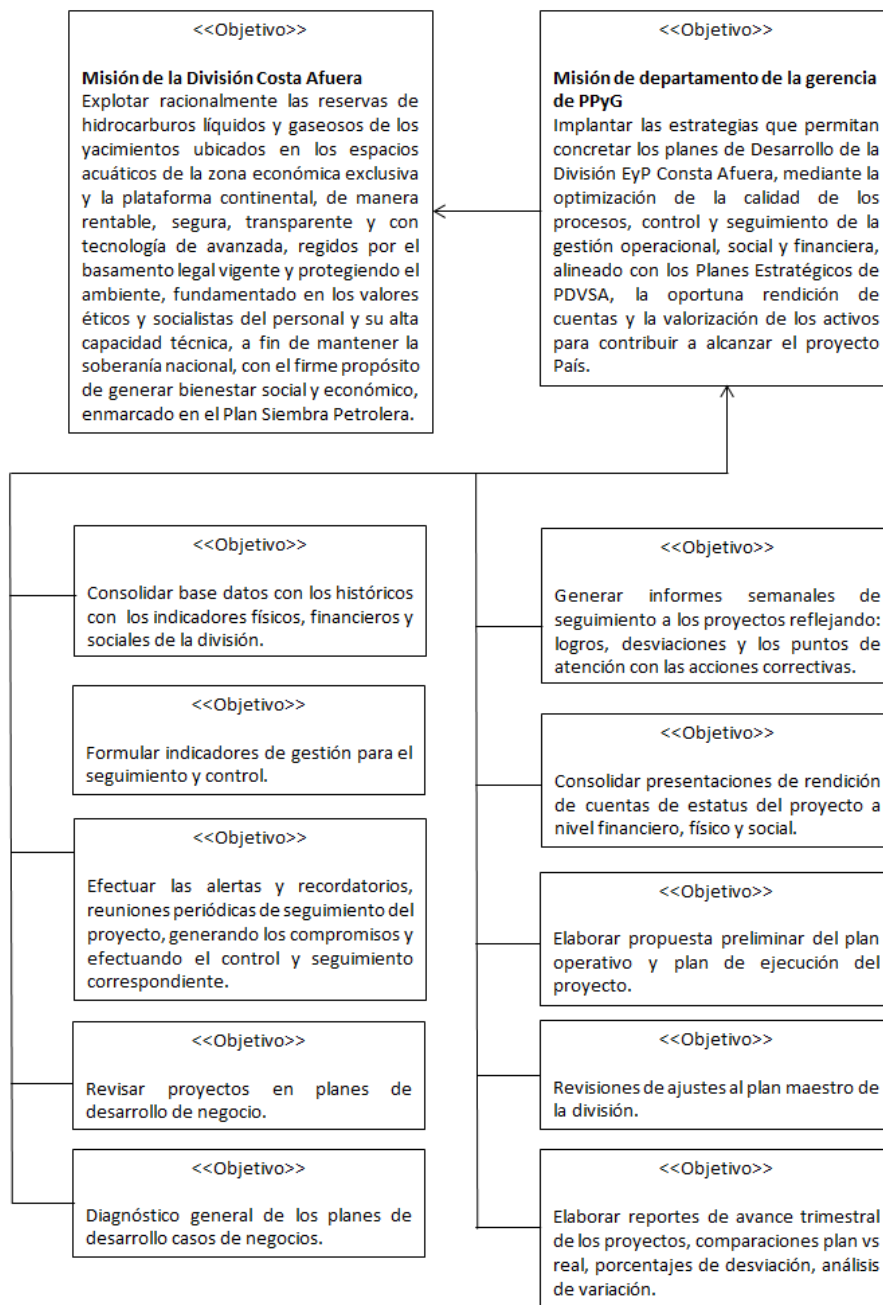 <<Objetivo>>
Misión de la División Costa Afuera
Explotar racionalmente las reservas de
hidrocarburos líquidos y gaseosos de los
yacimientos ubicados en los espacios
acuáticos de la zona económica exclusiva
y la plataforma continental, de manera
rentable, segura, transparente y con
tecnología de avanzada, regidos por el
basamento legal vigente y protegiendo el
ambiente, fundamentado en los valores
éticos y socialistas del personal y su alta
capacidad técnica, a fin de mantener la
soberanía nacional, con el firme propósito
de generar bienestar social y económico,
enmarcado en el Plan Siembra Petrolera.
<<Objetivo>>
Misión de departamento de la gerencia
de PPyG
Implantar las estrategias que permitan
concretar los planes de Desarrollo de la
División EyP Consta Afuera, mediante la
optimización de la calidad de los
procesos, control y seguimiento de la
gestión operacional, social y financiera,
alineado con los Planes Estratégicos de
PDVSA, la oportuna rendición de
cuentas y la valorización de los activos
para contribuir a alcanzar el proyecto
País.
<<Objetivo>>
Consolidar base datos con los históricos
con los indicadores físicos, financieros y
sociales de la división.
<<Objetivo>>
Formular indicadores de gestión para el
seguimiento y control.
<<Objetivo>>
Efectuar las alertas y recordatorios,
reuniones periódicas de seguimiento del
proyecto, generando los compromisos y
efectuando el control y seguimiento
correspondiente.
<<Objetivo>>
Revisar proyectos en planes de
desarrollo de negocio.
<<Objetivo>>
Diagnóstico general de los planes de
desarrollo casos de negocios.
<<Objetivo>>
Generar informes semanales de
seguimiento a los proyectos reflejando:
logros, desviaciones y los puntos de
atención con las acciones correctivas.
<<Objetivo>>
Consolidar presentaciones de rendición
de cuentas de estatus del proyecto a
nivel financiero, físico y social.
<<Objetivo>>
Elaborar propuesta preliminar del plan
operativo y plan de ejecución del
proyecto.
<<Objetivo>>
Revisiones de ajustes al plan maestro de
la división.
<<Objetivo>>
Elaborar reportes de avance trimestral
de los proyectos, comparaciones plan vs
real, porcentajes de desviación, análisis
de variación.